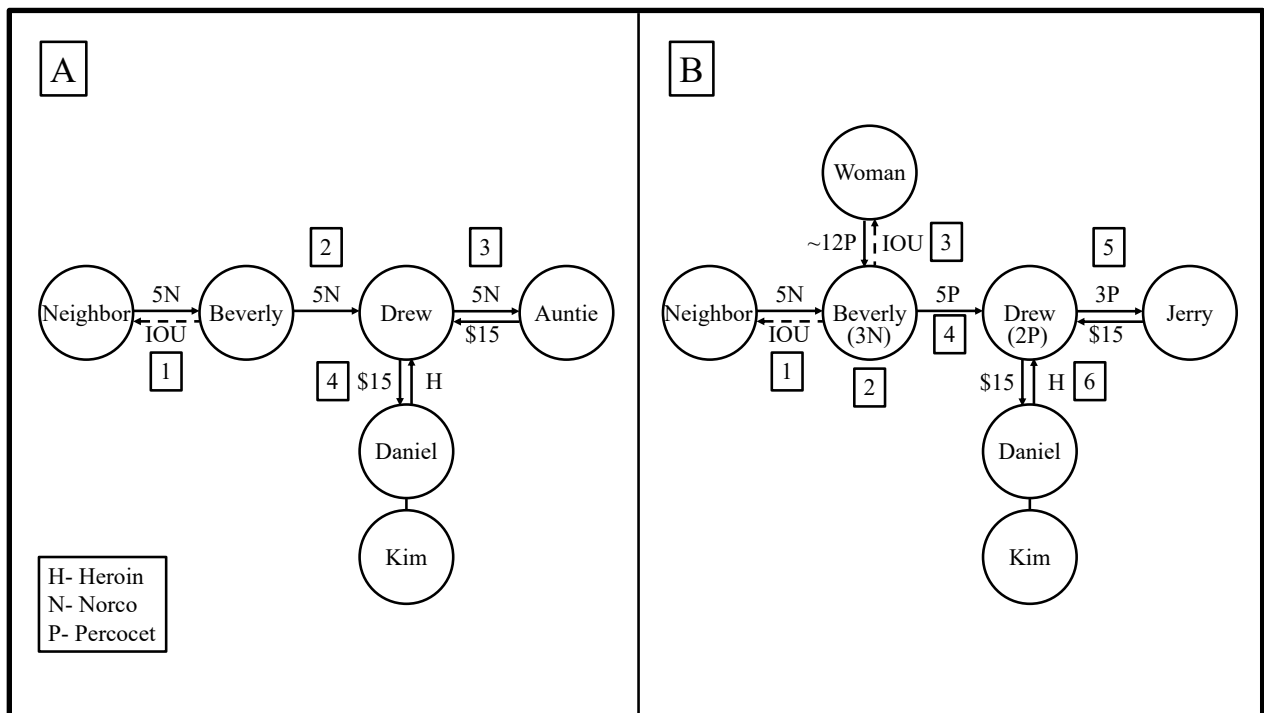 A
2
3
Neighbor
5N
IOU
1
Beverly
5N
Drew
5N
$15
Auntie
4
$15
H
Daniel
Kim
H- Heroin
N- Norco
P- Percocet
B
Woman
~12P
IOU
3
5
Neighbor
5N
IOU
1
Beverly
(3N)
2
5P
4
Drew
(2P)
3P
$15
Jerry
$15
H
6
Daniel
Kim